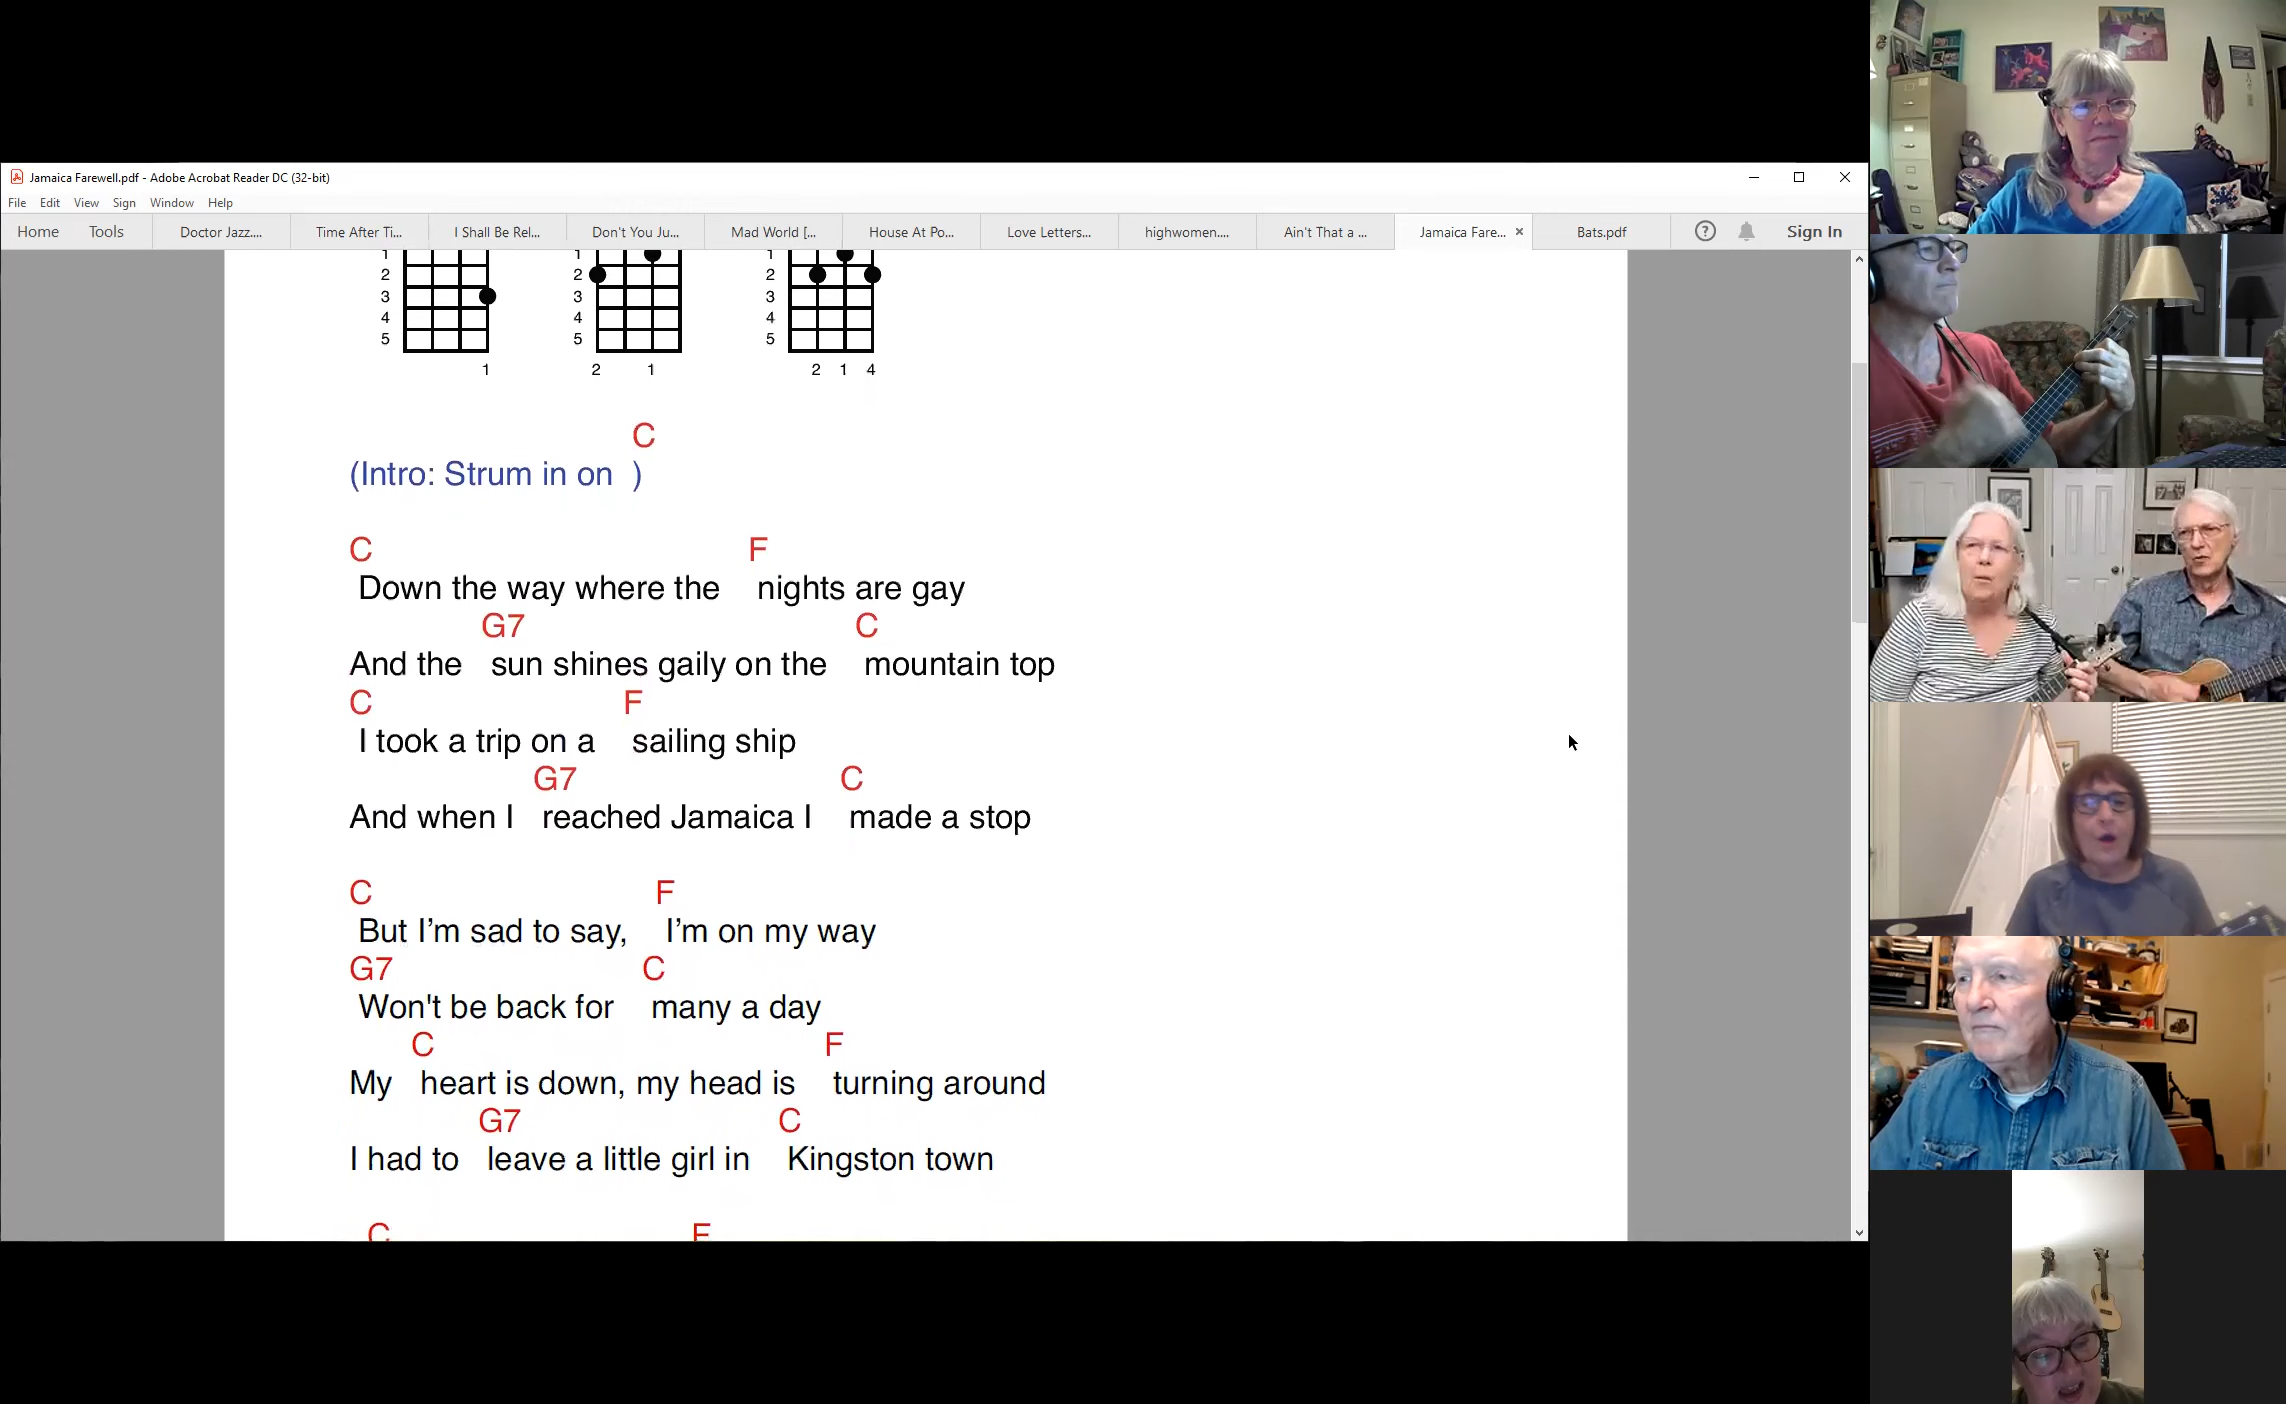 Jamaica Farewell.pdf - Adobe Acrobat Reader DC (32-bit)
File Edit View Sign Window Help
Home Tools Doctor Jazz.... Time After Ti... I Shall Be Rel... Don't You Ju... Mad World [... House At Po... Love Letters... highwomen.... Ain't That a ... Jamaica Fare... × Bats.pdf ? Sign In
1 1 1
2 2 2
3 3 3
4 4 4
5 5 5
1 2 1 2 1 4
C
(Intro: Strum in on )
C F
Down the way where the nights are gay
G7 C
And the sun shines gaily on the mountain top
C F
I took a trip on a sailing ship
G7 C
And when I reached Jamaica I made a stop
C F
But I’m sad to say, I’m on my way
G7 C
Won't be back for many a day
C F
My heart is down, my head is turning around
G7 C
I had to leave a little girl in Kingston town
C F